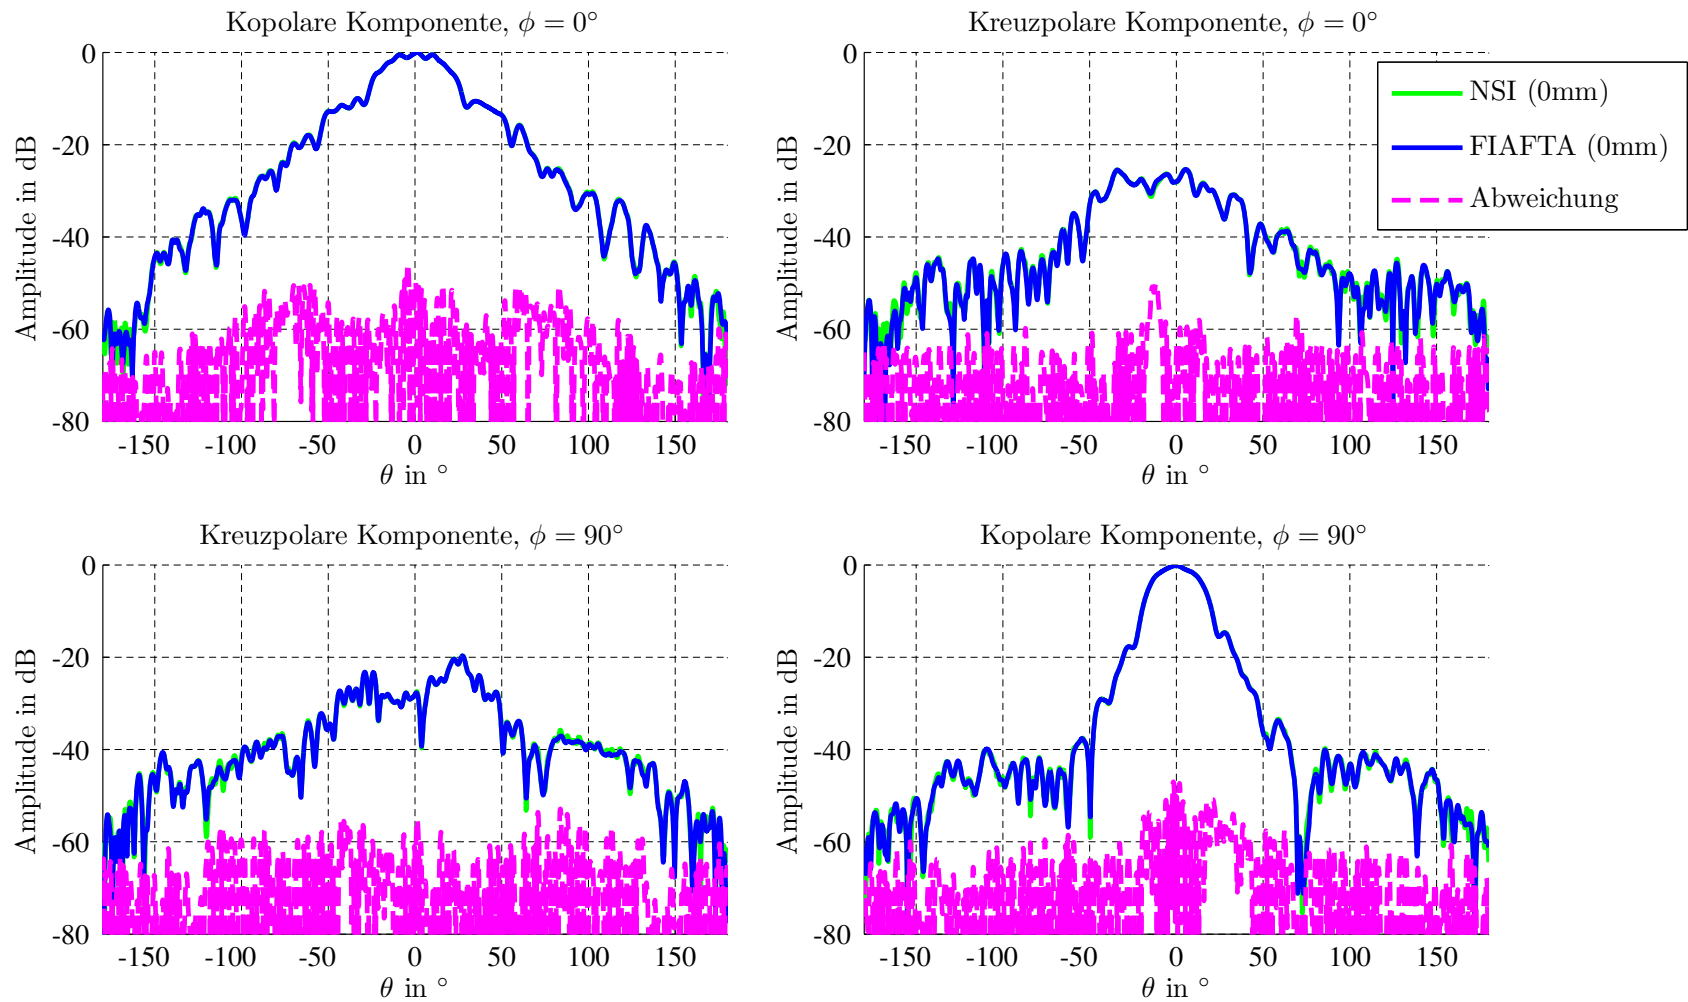 Kopolare Komponente, ϕ = 0°
0
-20
-40
-60
-80
Amplitude in dB
-150 -100 -50 0 50 100 150
θ in °
Kreuzpolare Komponente, ϕ = 0°
0
-20
-40
-60
-80
Amplitude in dB
-150 -100 -50 0 50 100 150
θ in °
NSI (0mm)
FIAFTA (0mm)
Abweichung
Kreuzpolare Komponente, ϕ = 90°
0
-20
-40
-60
-80
Amplitude in dB
-150 -100 -50 0 50 100 150
θ in °
Kopolare Komponente, ϕ = 90°
0
-20
-40
-60
-80
Amplitude in dB
-150 -100 -50 0 50 100 150
θ in °